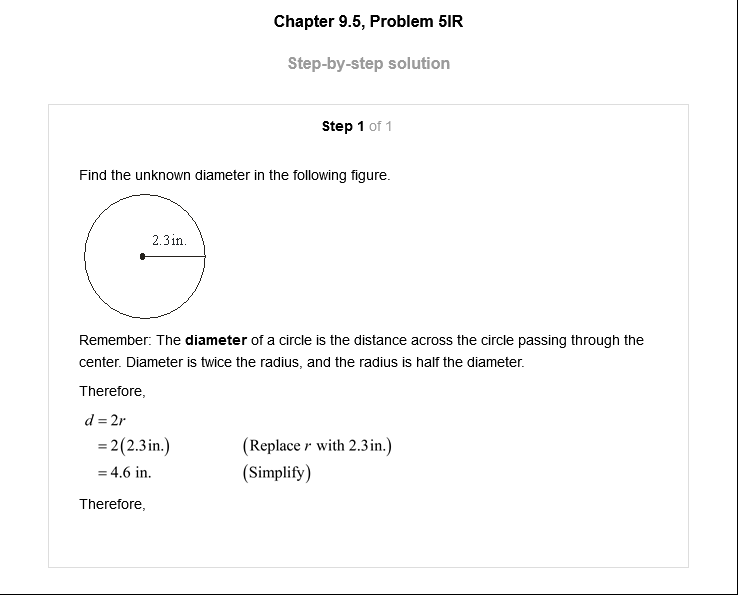 Chapter 9.5, Problem 5IR
Step-by-step solution
Step 1 of 1
Find the unknown diameter in the following figure.
2.3in.
Remember: The diameter of a circle is the distance across the circle passing through the
center. Diameter is twice the radius, and the radius is half the diameter.
Therefore,
d = 2r
= 2(2.3in.) (Replace r with 2.3in.)
= 4.6 in. (Simplify)
Therefore,